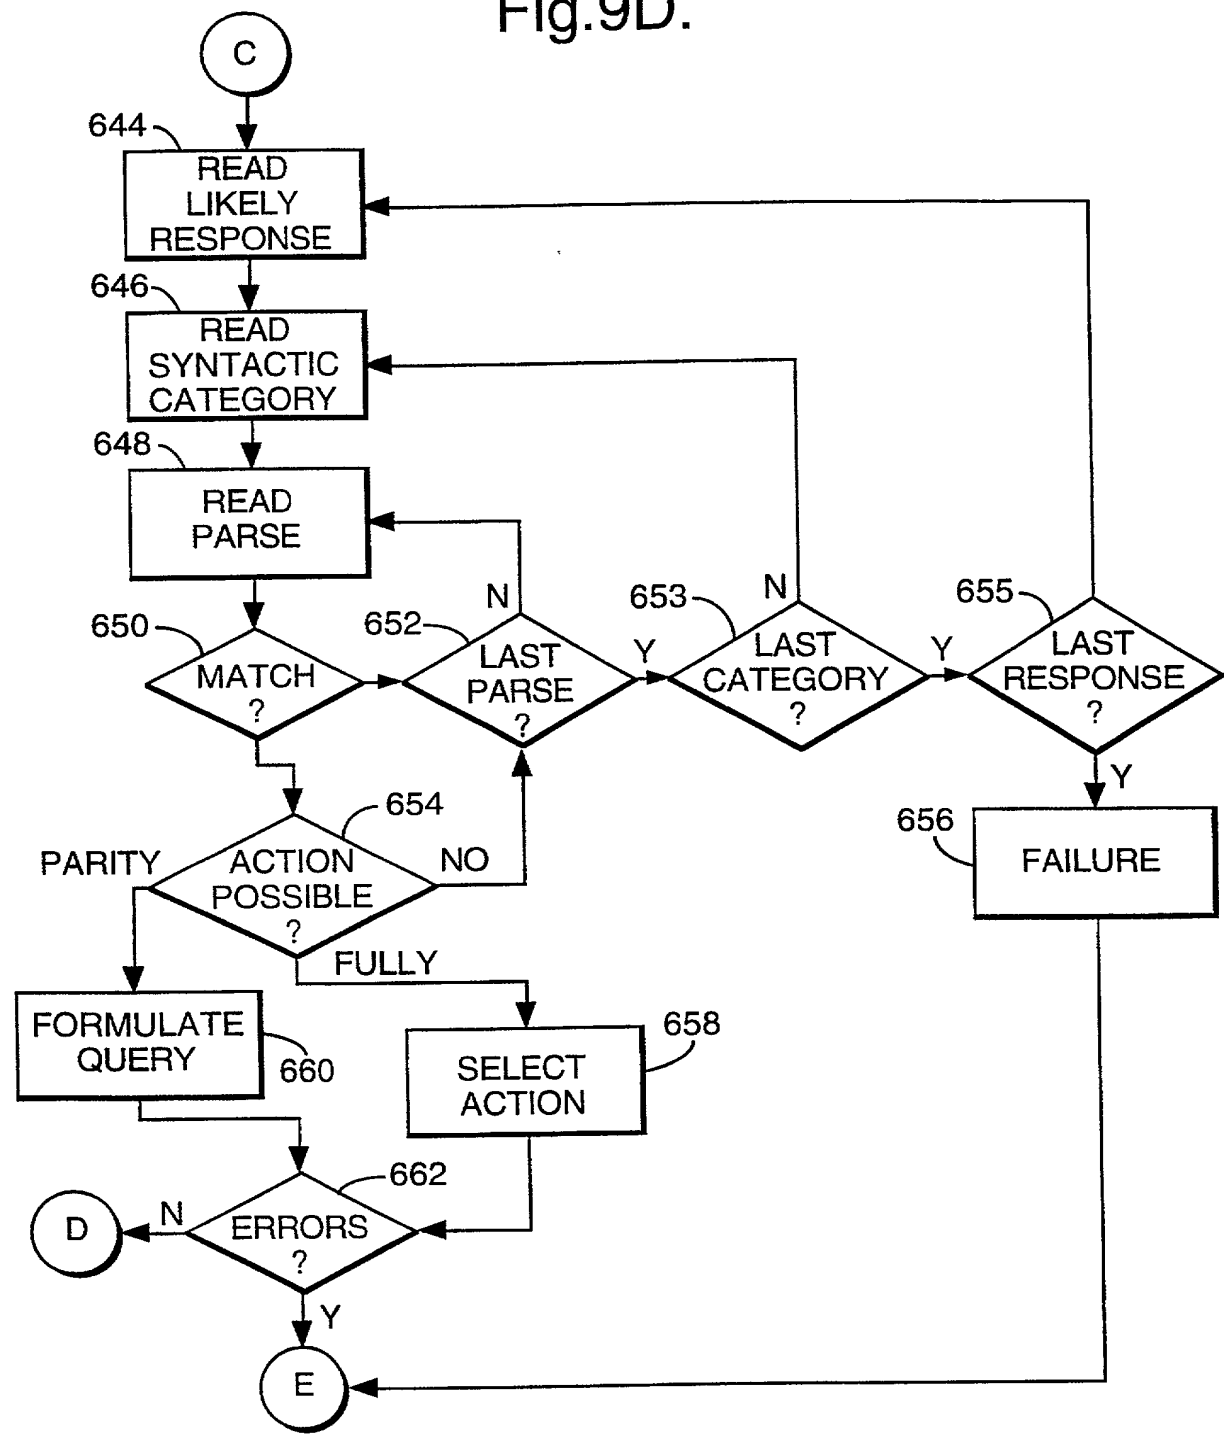 Fig.9D.
C
644
READ
LIKELY
RESPONSE
646
READ
SYNTACTIC
CATEGORY
648
READ
PARSE
650
MATCH
?
652
N
LAST
PARSE
?
Y
653
N
LAST
CATEGORY
?
Y
655
LAST
RESPONSE
?
Y
656
FAILURE
654
PARITY
ACTION
POSSIBLE
?
NO
FULLY
FORMULATE
QUERY
660
658
SELECT
ACTION
662
D
N
ERRORS
?
Y
E